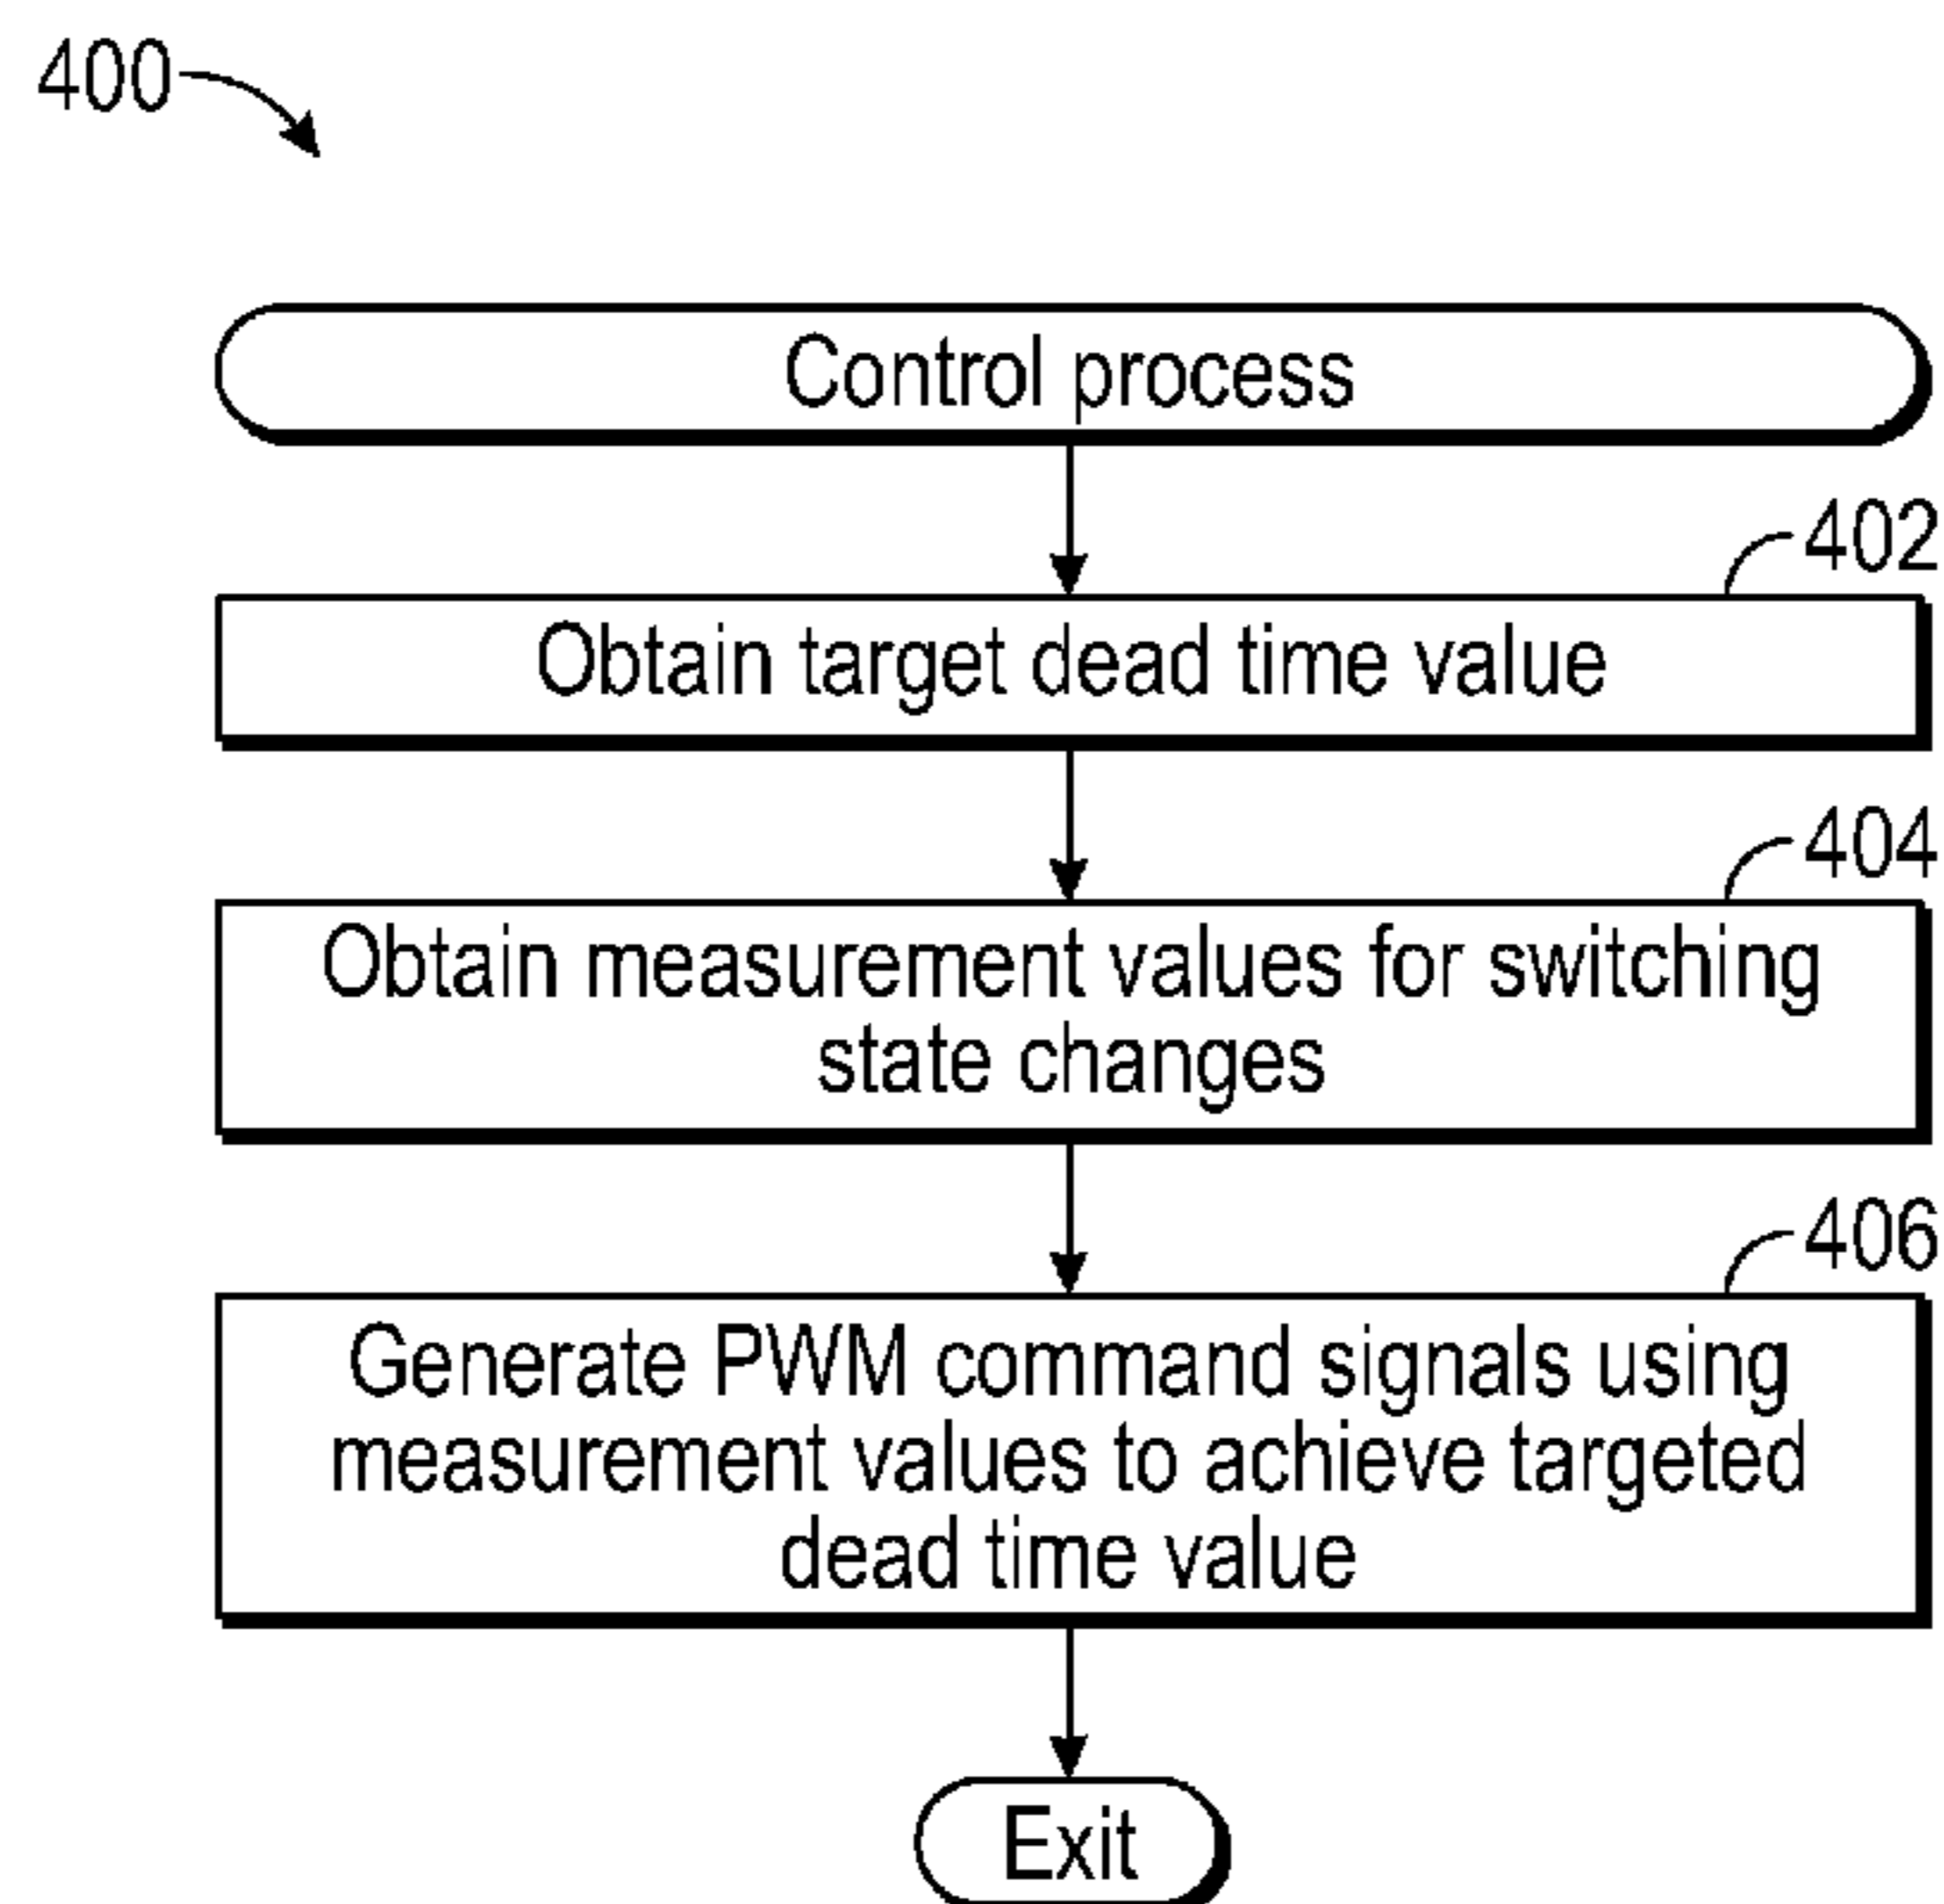 400
Control process
402
Obtain target dead time value
404
Obtain measurement values for switching
state changes
406
Generate PWM command signals using
measurement values to achieve targeted
dead time value
Exit